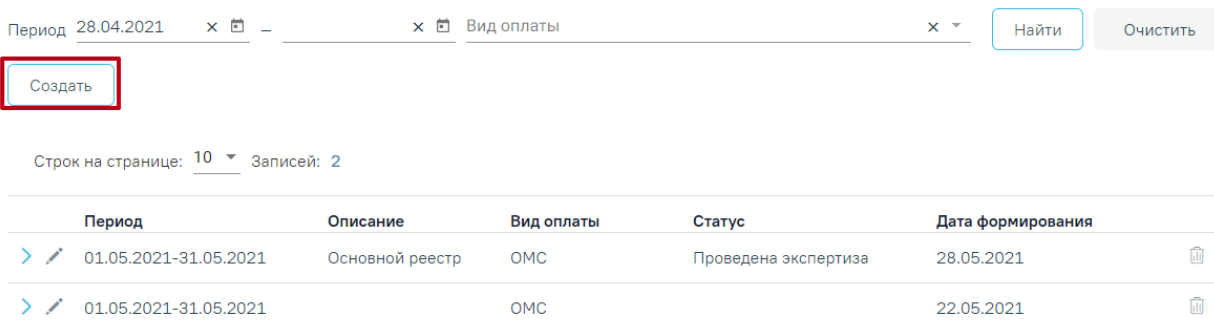 Период 28.04.2021 – Вид оплаты Найти Очистить
Создать
Строк на странице: 10 Записей: 2
Период Описание Вид оплаты Статус Дата формирования
01.05.2021-31.05.2021 Основной реестр ОМС Проведена экспертиза 28.05.2021
01.05.2021-31.05.2021 ОМС 22.05.2021